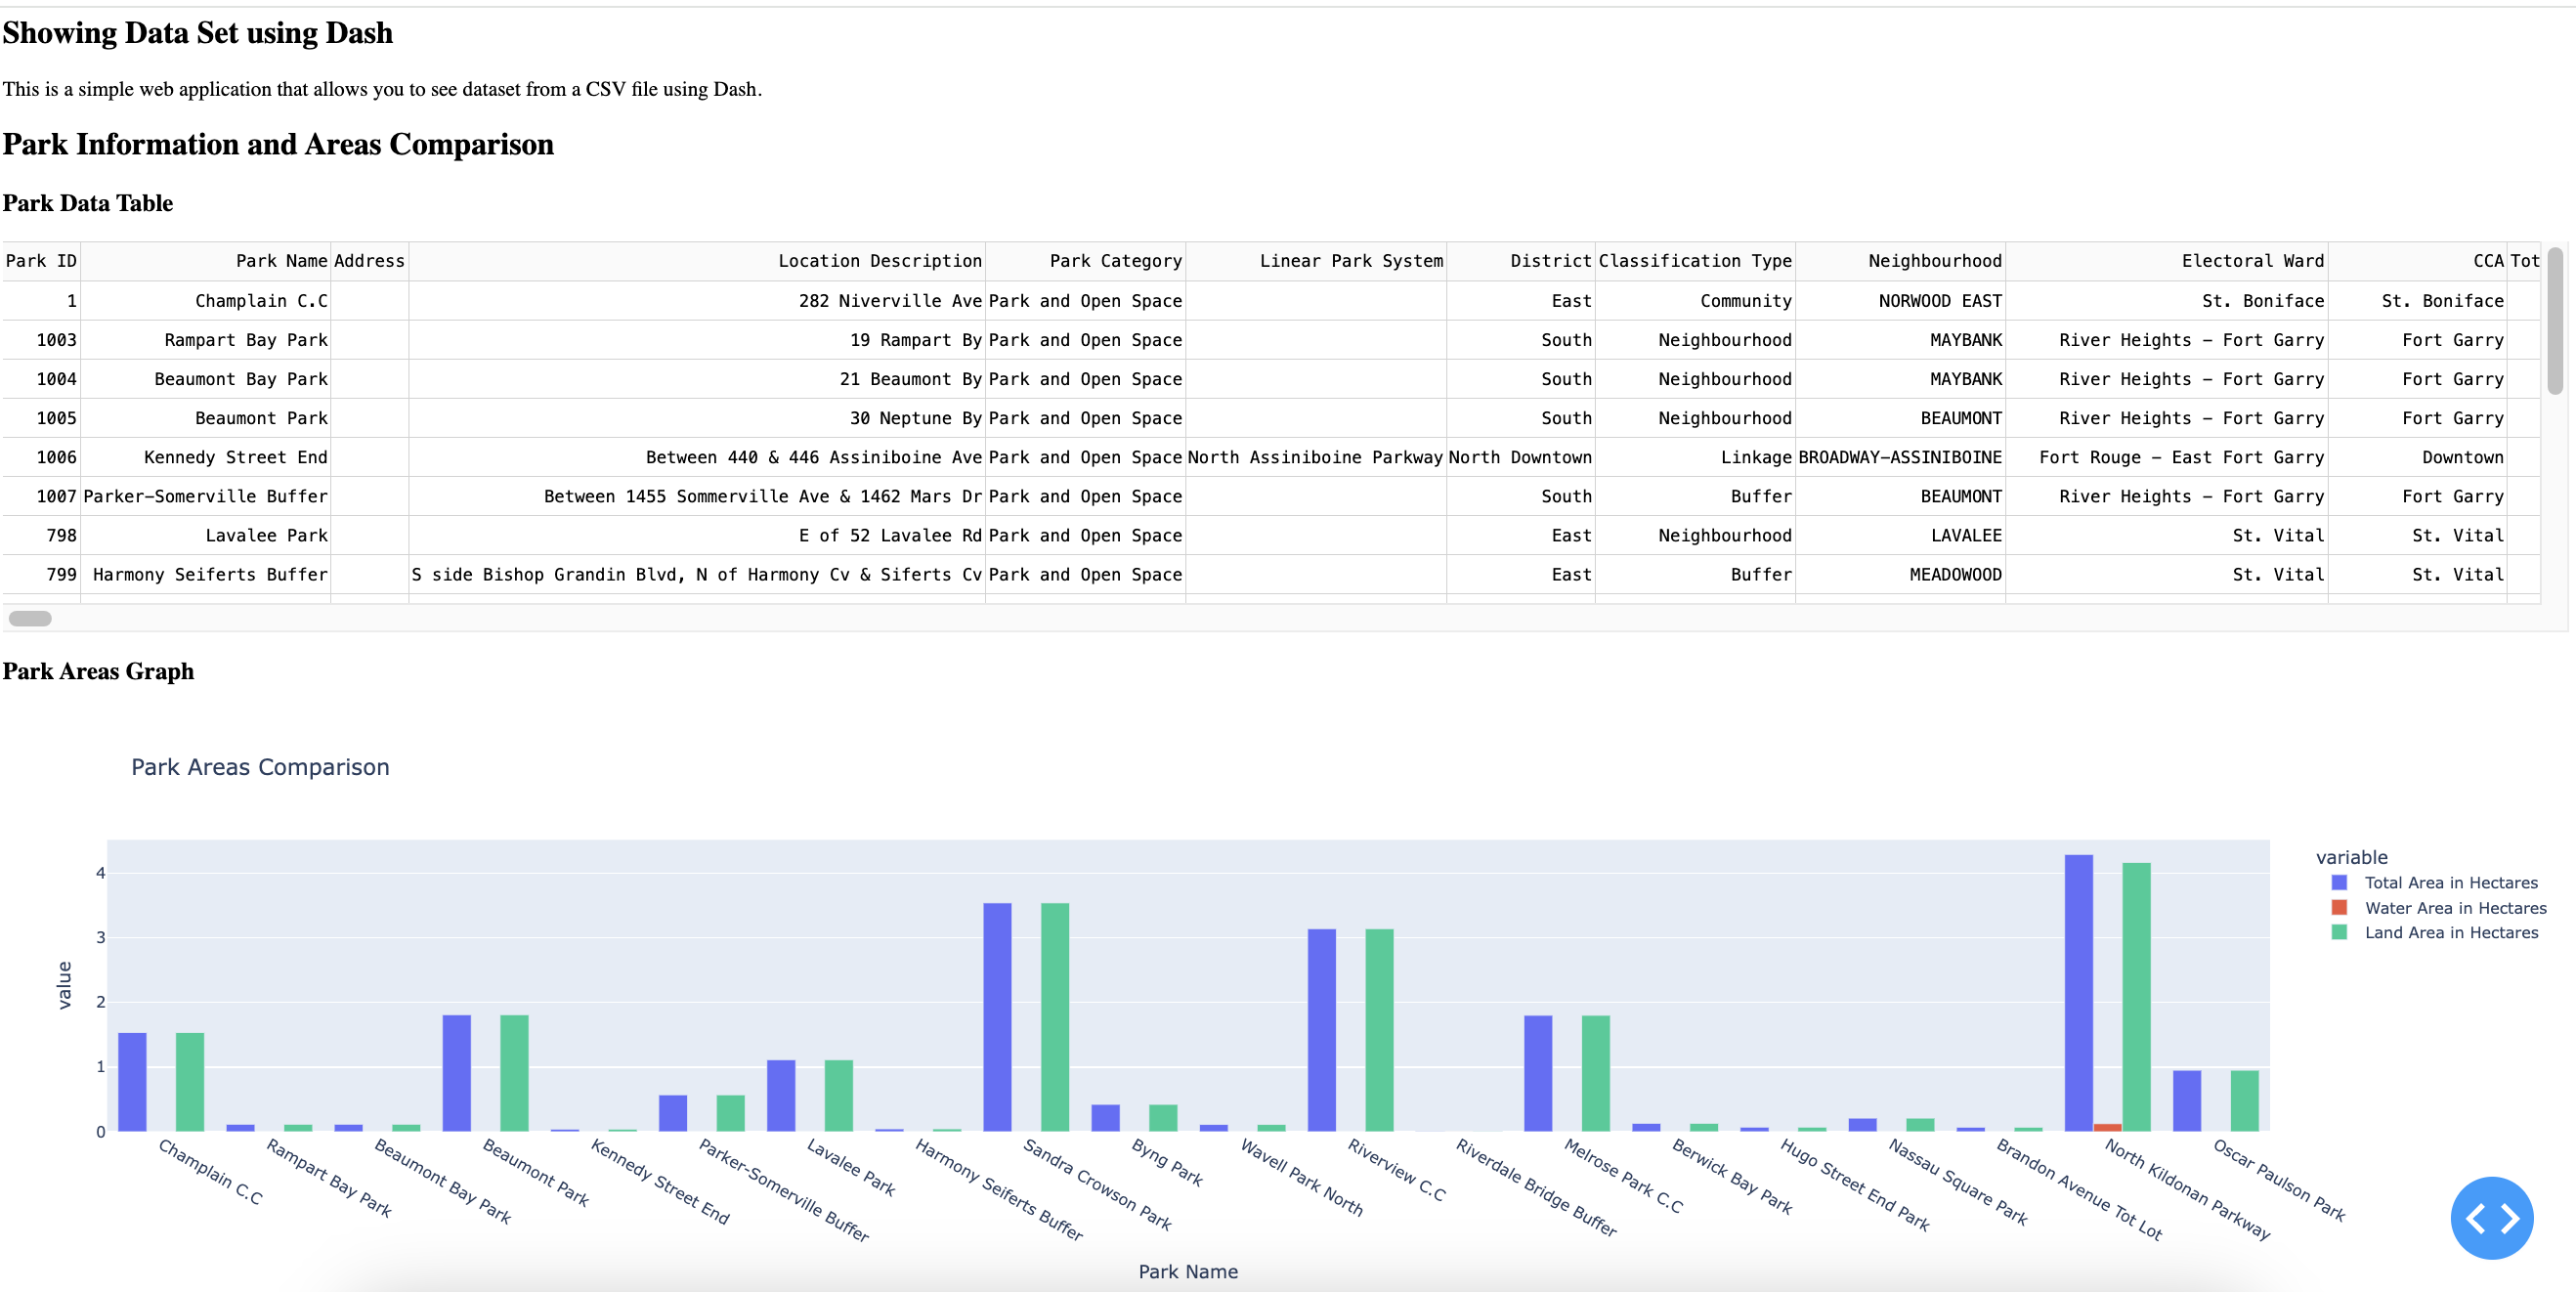 Showing Data Set using Dash
This is a simple web application that allows you to see dataset from a CSV file using Dash.
Park Information and Areas Comparison
Park Data Table
Park ID Park Name Address Location Description Park Category Linear Park System District Classification Type Neighbourhood Electoral Ward CCA Tot
1 Champlain C.C 282 Niverville Ave Park and Open Space East Community NORWOOD EAST St. Boniface St. Boniface
1003 Rampart Bay Park 19 Rampart By Park and Open Space South Neighbourhood MAYBANK River Heights - Fort Garry Fort Garry
1004 Beaumont Bay Park 21 Beaumont By Park and Open Space South Neighbourhood MAYBANK River Heights - Fort Garry Fort Garry
1005 Beaumont Park 30 Neptune By Park and Open Space South Neighbourhood BEAUMONT River Heights - Fort Garry Fort Garry
1006 Kennedy Street End Between 440 & 446 Assiniboine Ave Park and Open Space North Assiniboine Parkway North Downtown Linkage BROADWAY-ASSINIBOINE Fort Rouge - East Fort Garry Downtown
1007 Parker-Somerville Buffer Between 1455 Sommerville Ave & 1462 Mars Dr Park and Open Space South Buffer BEAUMONT River Heights - Fort Garry Fort Garry
798 Lavalee Park E of 52 Lavalee Rd Park and Open Space East Neighbourhood LAVALEE St. Vital St. Vital
799 Harmony Seiferts Buffer S side Bishop Grandin Blvd, N of Harmony Cv & Siferts Cv Park and Open Space East Buffer MEADOWOOD St. Vital St. Vital
Park Areas Graph
Park Areas Comparison
variable
Total Area in Hectares
Water Area in Hectares
Land Area in Hectares
value
4
3
2
1
0
Champlain C.C
Rampart Bay Park
Beaumont Bay Park
Beaumont Park
Kennedy Street End
Parker-Somerville Buffer
Lavalee Park
Harmony Seiferts Buffer
Sandra Crowson Park
Byng Park
Wavell Park North
Riverview C.C
Riverdale Bridge Buffer
Melrose Park C.C
Berwick Bay Park
Hugo Street End Park
Nassau Square Park
Brandon Avenue Tot Lot
North Kildonan Parkway
Oscar Paulson Park
Park Name